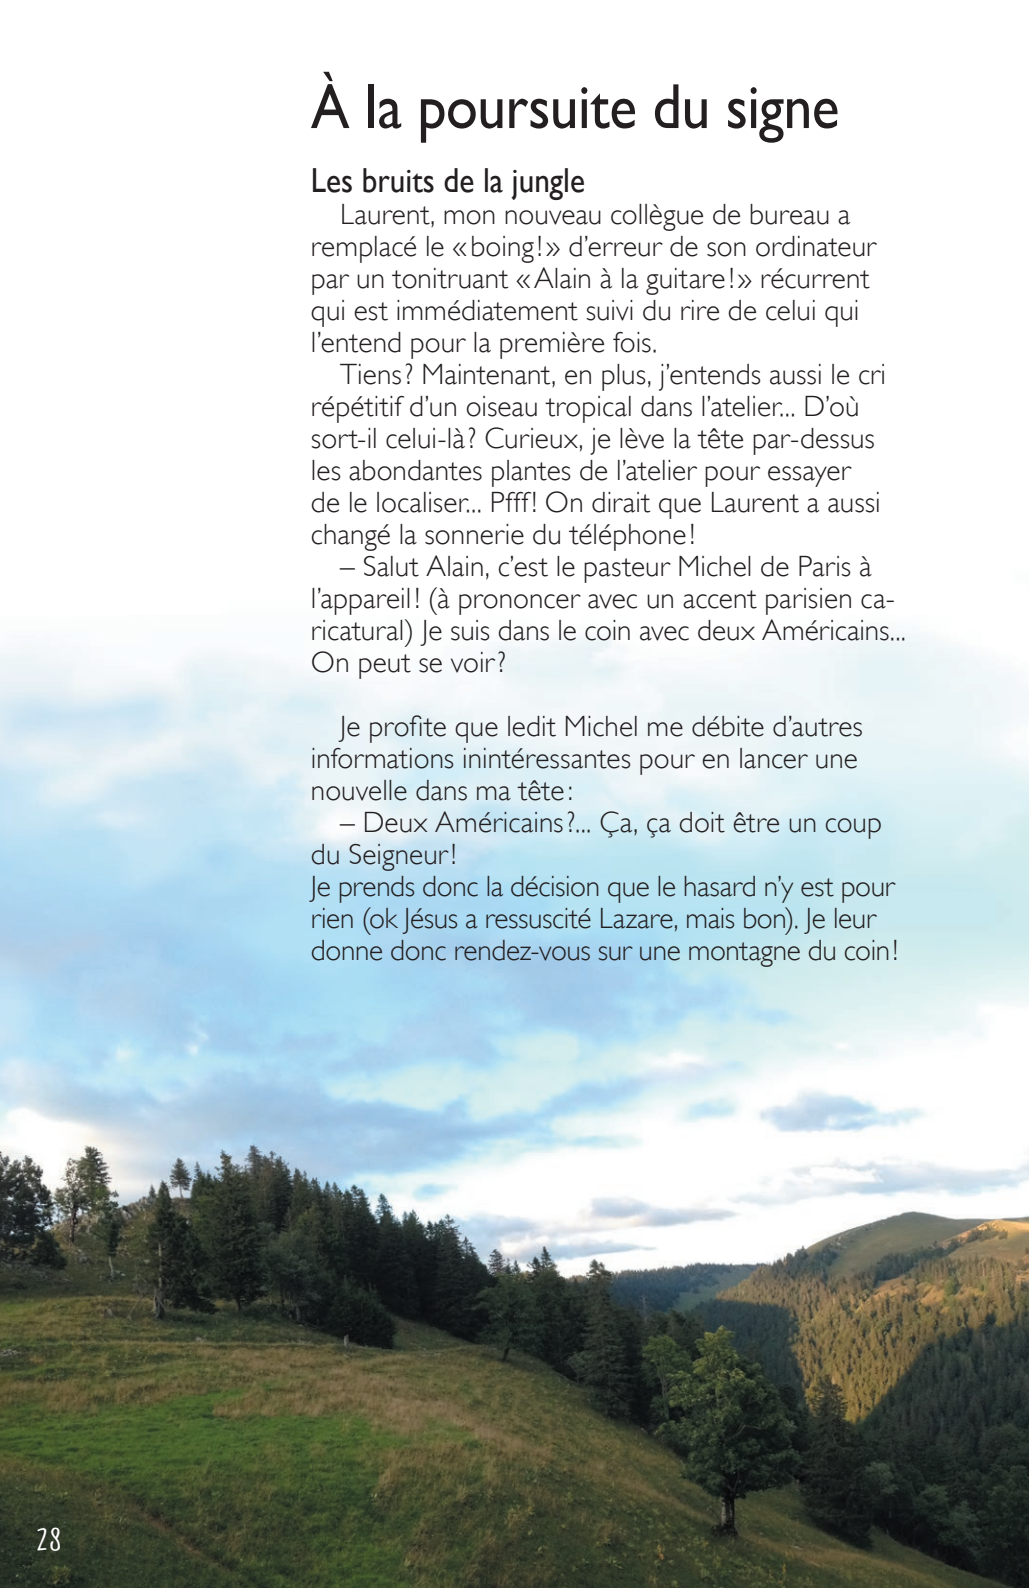 À la poursuite du signe
Les bruits de la jungle
Laurent, mon nouveau collègue de bureau a
remplacé le «boing!» d’erreur de son ordinateur
par un tonitruant «Alain à la guitare!» récurrent
qui est immédiatement suivi du rire de celui qui
l’entend pour la première fois.
Tiens? Maintenant, en plus, j’entends aussi le cri
répétitif d’un oiseau tropical dans l’atelier... D’où
sort-il celui-là? Curieux, je lève la tête par-dessus
les abondantes plantes de l’atelier pour essayer
de le localiser... Pfff! On dirait que Laurent a aussi
changé la sonnerie du téléphone!
– Salut Alain, c’est le pasteur Michel de Paris à
l’appareil! (à prononcer avec un accent parisien ca-
ricatural) Je suis dans le coin avec deux Américains...
On peut se voir?
Je profite que ledit Michel me débite d’autres
informations inintéressantes pour en lancer une
nouvelle dans ma tête:
– Deux Américains?... Ça, ça doit être un coup
du Seigneur!
Je prends donc la décision que le hasard n’y est pour
rien (ok Jésus a ressuscité Lazare, mais bon). Je leur
donne donc rendez-vous sur une montagne du coin!
28